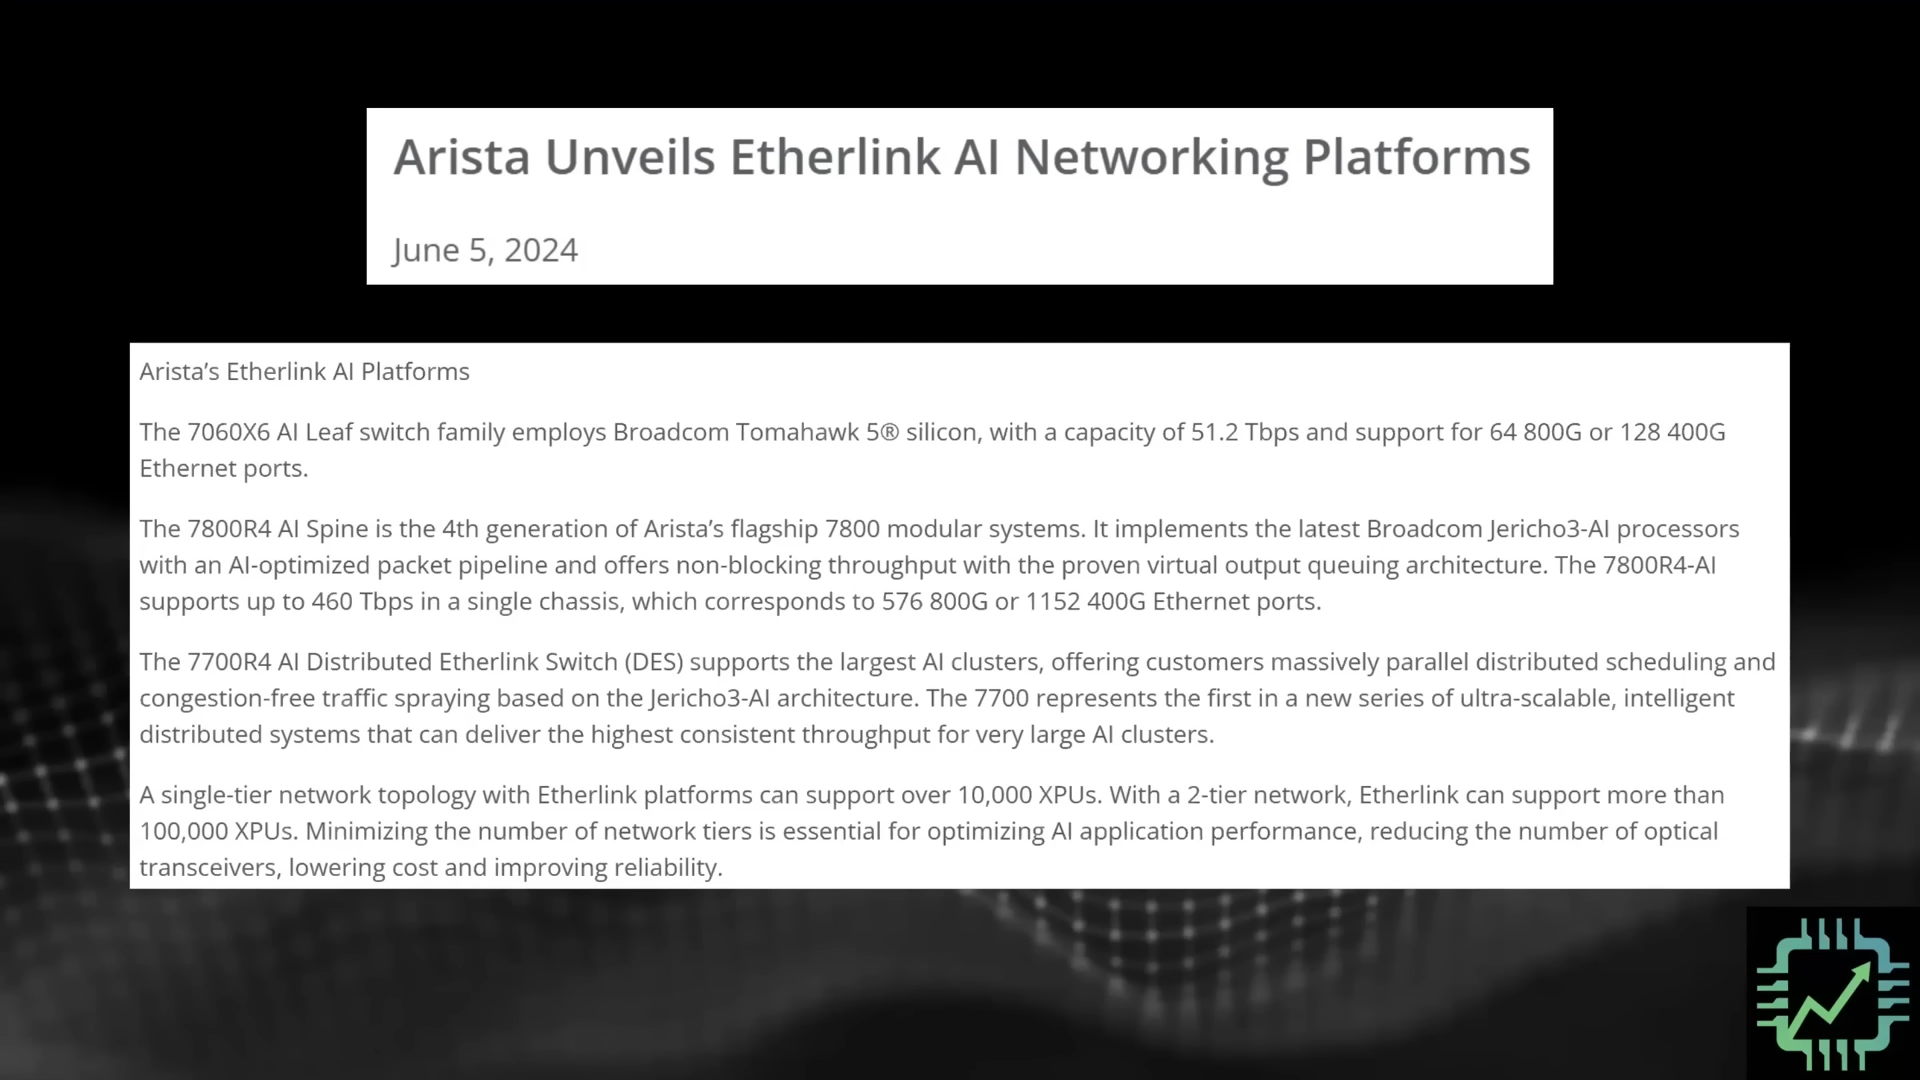 Arista Unveils Etherlink AI Networking Platforms
June 5, 2024
Arista’s Etherlink AI Platforms
The 7060X6 AI Leaf switch family employs Broadcom Tomahawk 5® silicon, with a capacity of 51.2 Tbps and support for 64 800G or 128 400G
Ethernet ports.
The 7800R4 AI Spine is the 4th generation of Arista’s flagship 7800 modular systems. It implements the latest Broadcom Jericho3-AI processors
with an AI-optimized packet pipeline and offers non-blocking throughput with the proven virtual output queuing architecture. The 7800R4-AI
supports up to 460 Tbps in a single chassis, which corresponds to 576 800G or 1152 400G Ethernet ports.
The 7700R4 AI Distributed Etherlink Switch (DES) supports the largest AI clusters, offering customers massively parallel distributed scheduling and
congestion-free traffic spraying based on the Jericho3-AI architecture. The 7700 represents the first in a new series of ultra-scalable, intelligent
distributed systems that can deliver the highest consistent throughput for very large AI clusters.
A single-tier network topology with Etherlink platforms can support over 10,000 XPUs. With a 2-tier network, Etherlink can support more than
100,000 XPUs. Minimizing the number of network tiers is essential for optimizing AI application performance, reducing the number of optical
transceivers, lowering cost and improving reliability.